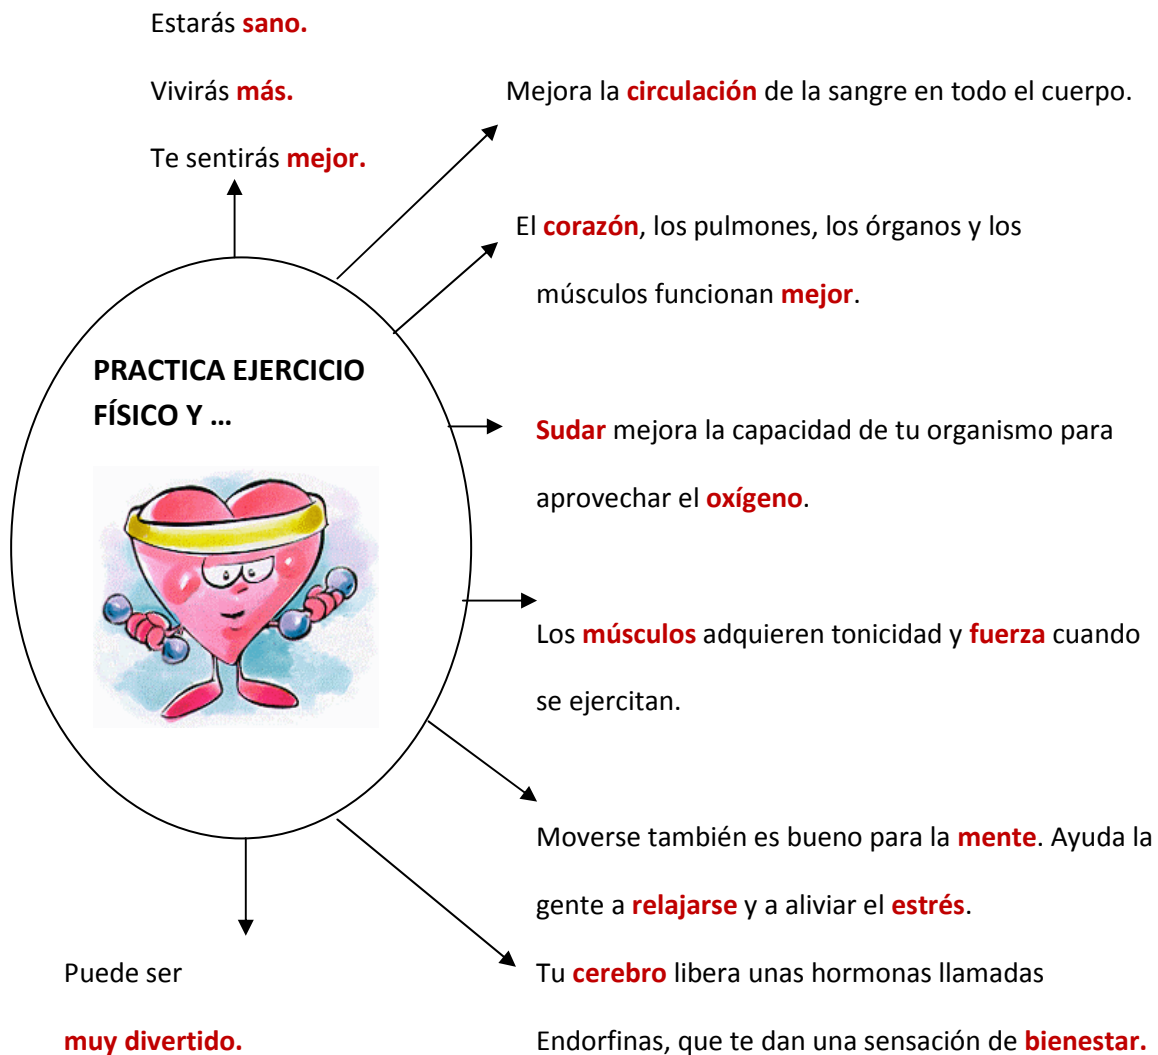 Estarás sano.
Vivirás más.
Te sentirás mejor.
Mejora la circulación de la sangre en todo el cuerpo.
El corazón, los pulmones, los órganos y los
músculos funcionan mejor.
PRACTICA EJERCICIO
FÍSICO Y ...
Sudar mejora la capacidad de tu organismo para
aprovechar el oxígeno.
Los músculos adquieren tonicidad y fuerza cuando
se ejercitan.
Moverse también es bueno para la mente. Ayuda la
gente a relajarse y a aliviar el estrés.
Tu cerebro libera unas hormonas llamadas
Endorfinas, que te dan una sensación de bienestar.
Puede ser
muy divertido.